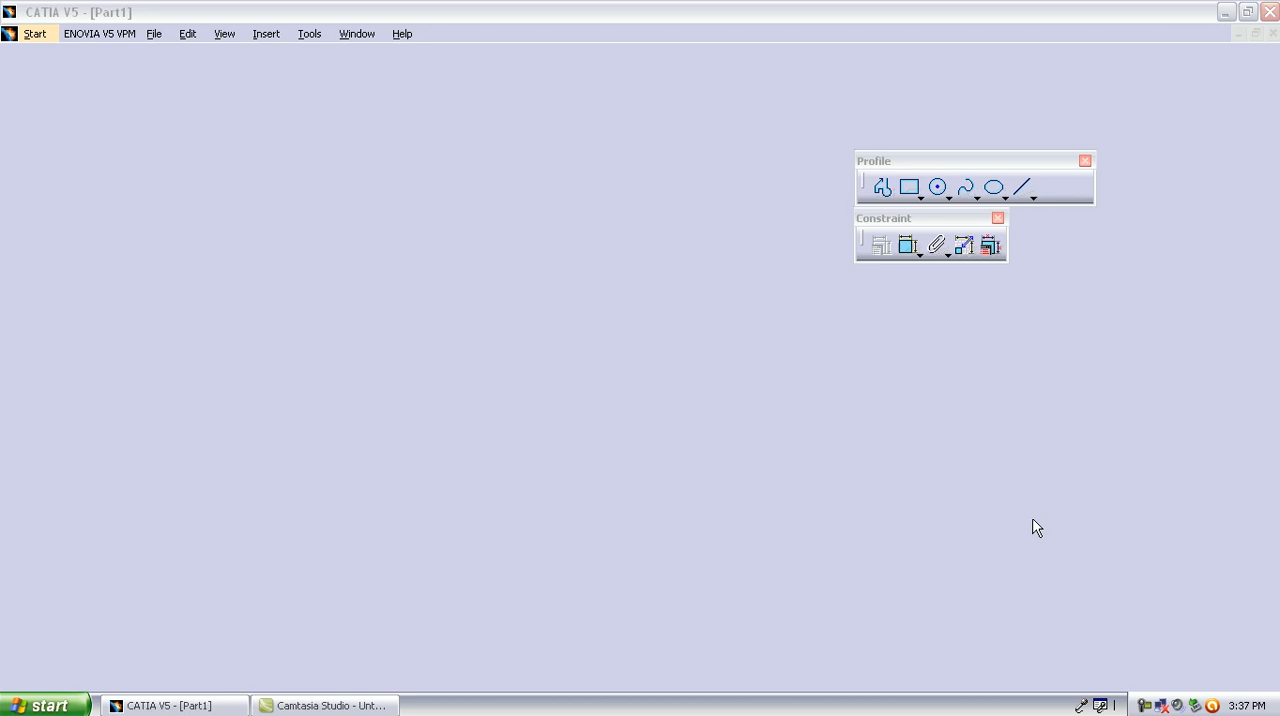 CATIA V5 - [Part1]
Start ENOVIA V5 VPM File Edit View Insert Tools Window Help
Profile
Constraint
start CATIA V5 - [Part1] Camtasia Studio - Unt... 3:37 PM